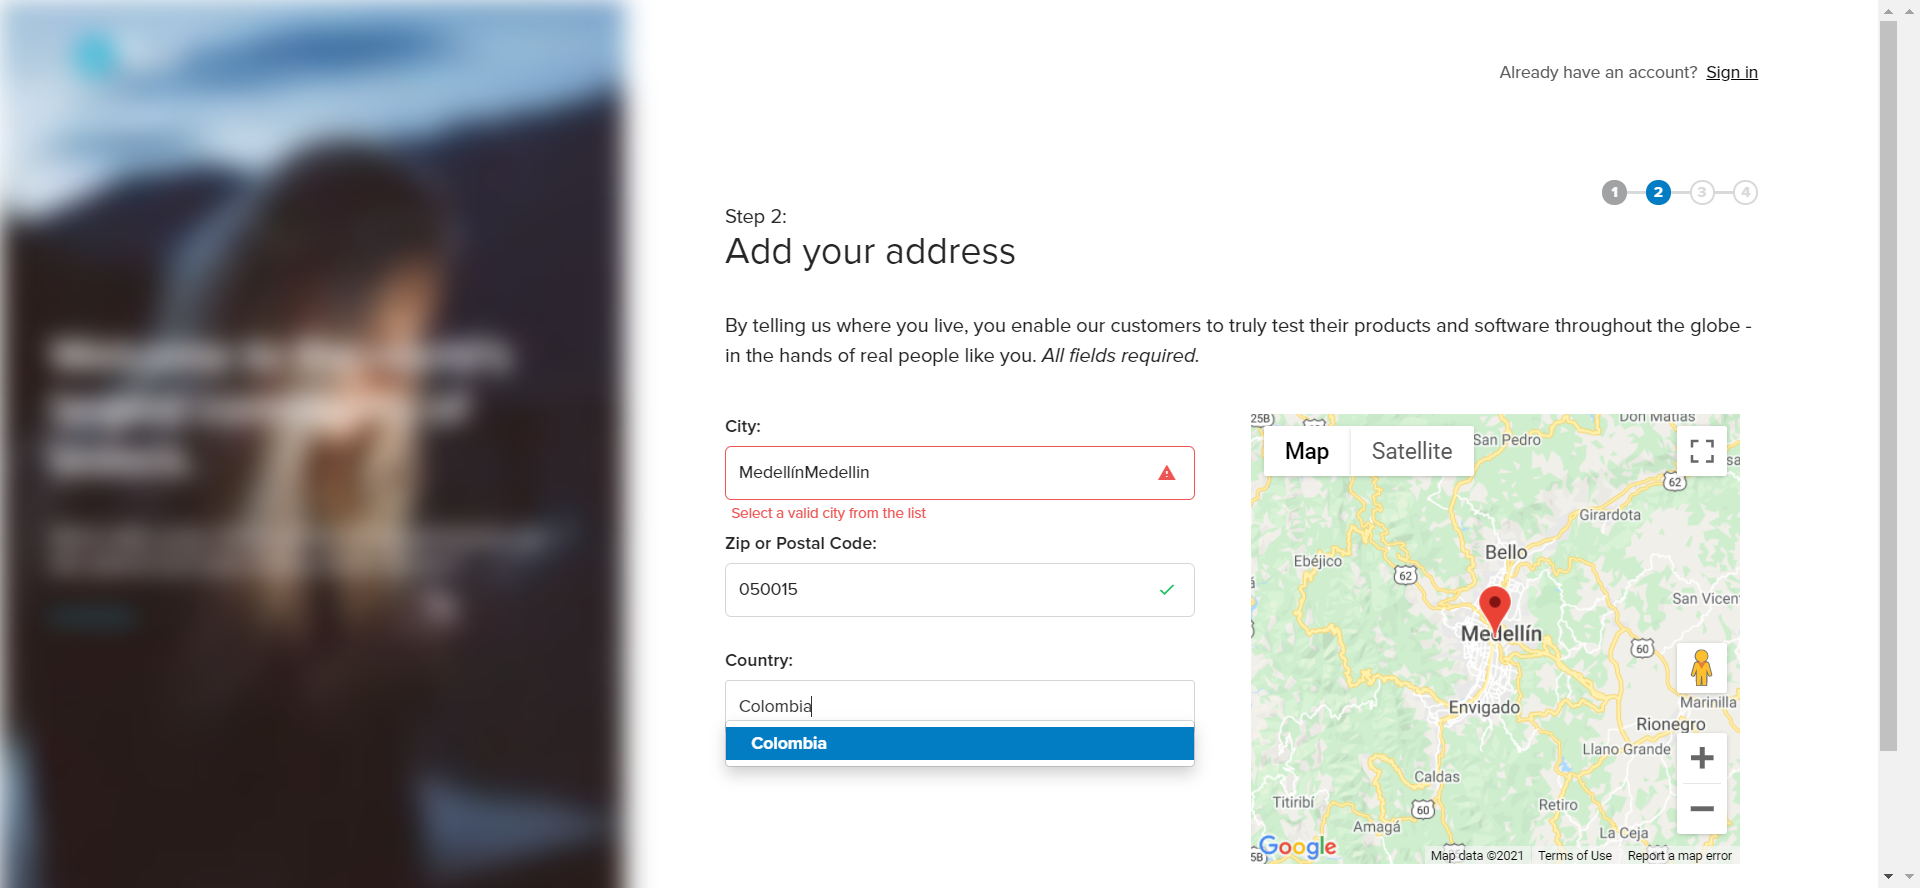 Already have an account? Sign in
1 2 3 4
Step 2:
Add your address
By telling us where you live, you enable our customers to truly test their products and software throughout the globe -
in the hands of real people like you. All fields required.
City:
MedellínMedellin
Select a valid city from the list
Zip or Postal Code:
050015
Country:
Colombia
Colombia
25B
Don Matías
Map Satellite
San Pedro
62
Girardota
Bello
Ebéjico
62
San Vicen
Medellín
60
Envigado
Marinilla
Rionegro
Llano Grande
Caldas
Titiribí
60
Retiro
Amagá
La Ceja
Google
Map data ©2021 Terms of Use Report a map error